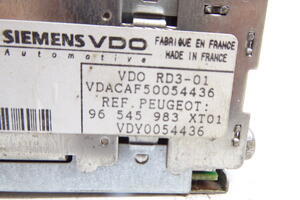 SIEMENS VDO
Automotive
FABRIQUE EN FRANCE
MADE IN FRANCE
VDO RD3-01
VDACAF50054436
REF.PEUGEOT:
96 545 983 XT01
VDY0054436